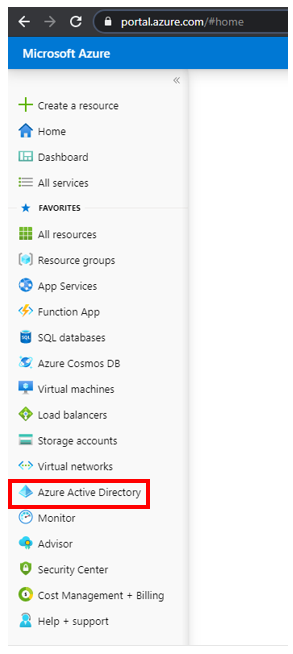 portal.azure.com/#home
Microsoft Azure
«
Create a resource
Home
Dashboard
All services
FAVORITES
All resources
Resource groups
App Services
Function App
SQL databases
Azure Cosmos DB
Virtual machines
Load balancers
Storage accounts
Virtual networks
Azure Active Directory
Monitor
Advisor
Security Center
Cost Management + Billing
Help + support